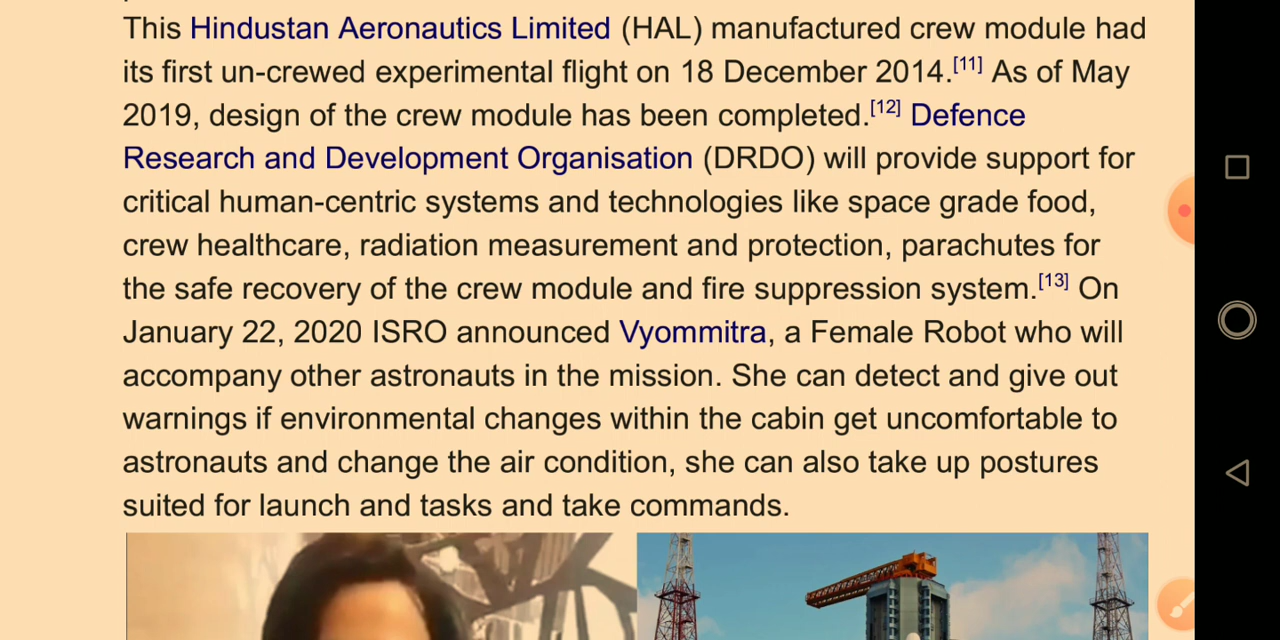 This Hindustan Aeronautics Limited (HAL) manufactured crew module had
its first un-crewed experimental flight on 18 December 2014.[11] As of May
2019, design of the crew module has been completed.[12] Defence
Research and Development Organisation (DRDO) will provide support for
critical human-centric systems and technologies like space grade food,
crew healthcare, radiation measurement and protection, parachutes for
the safe recovery of the crew module and fire suppression system.[13] On
January 22, 2020 ISRO announced Vyommitra, a Female Robot who will
accompany other astronauts in the mission. She can detect and give out
warnings if environmental changes within the cabin get uncomfortable to
astronauts and change the air condition, she can also take up postures
suited for launch and tasks and take commands.